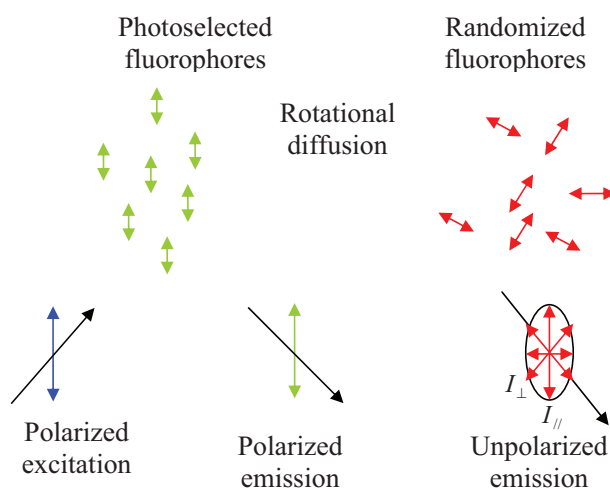 Photoselected
fluorophores
Randomized
fluorophores
Rotational
diffusion
I⊥
I//
Polarized
excitation
Polarized
emission
Unpolarized
emission